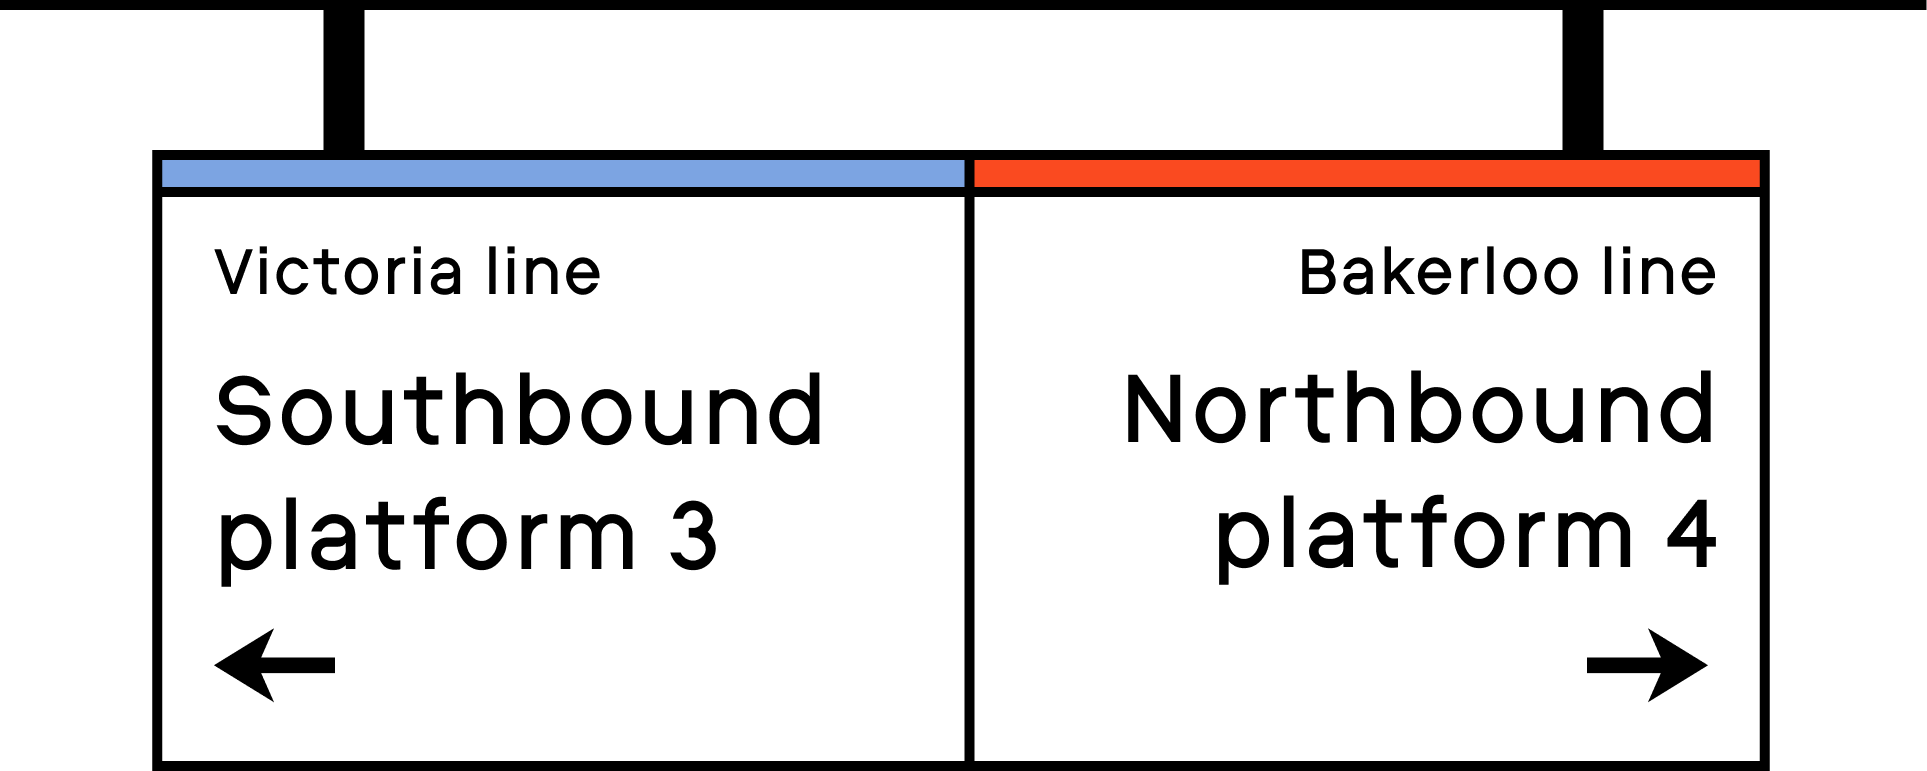 Victoria line
Southbound
platform 3
Bakerloo line
Northbound
platform 4